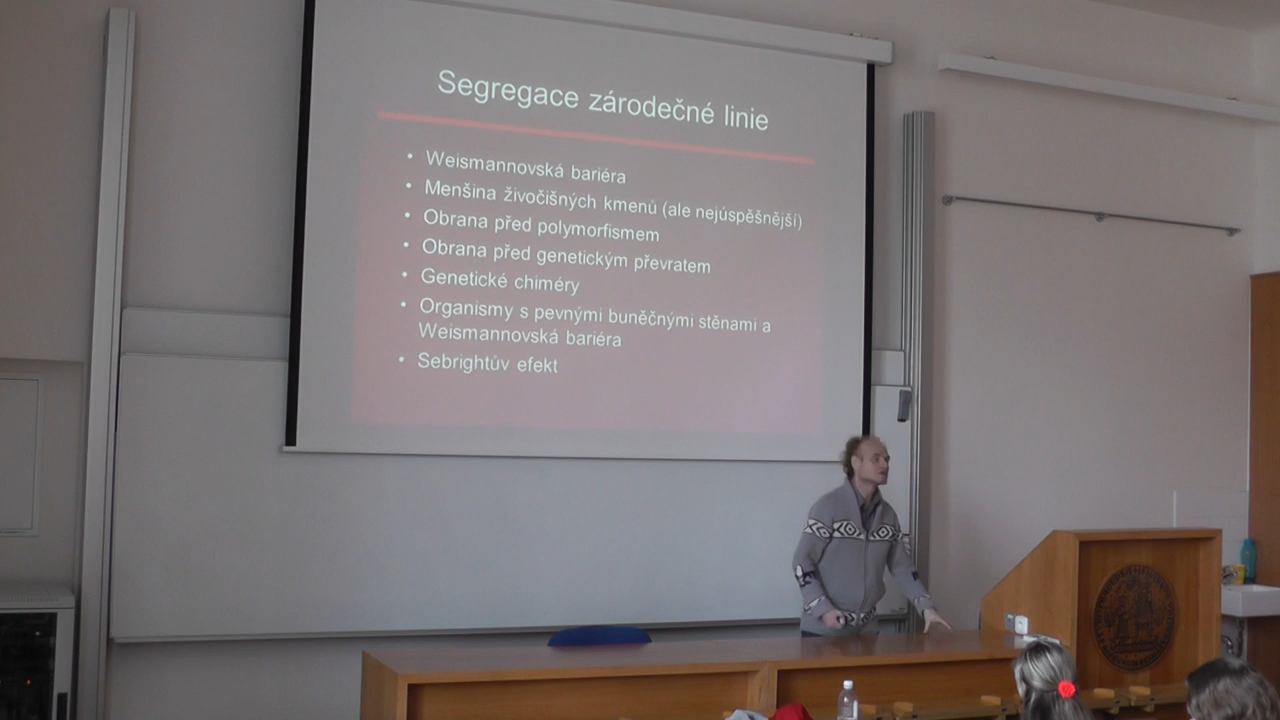 Segregace zárodečné linie
• Weismannovská bariéra
• Menšina živočišných kmenů (ale nejúspěšnější)
• Obrana před polymorfismem
• Obrana před genetickým převratem
• Genetické chiméry
• Organismy s pevnými buněčnými stěnami a
Weismannovská bariéra
• Sebrightův efekt